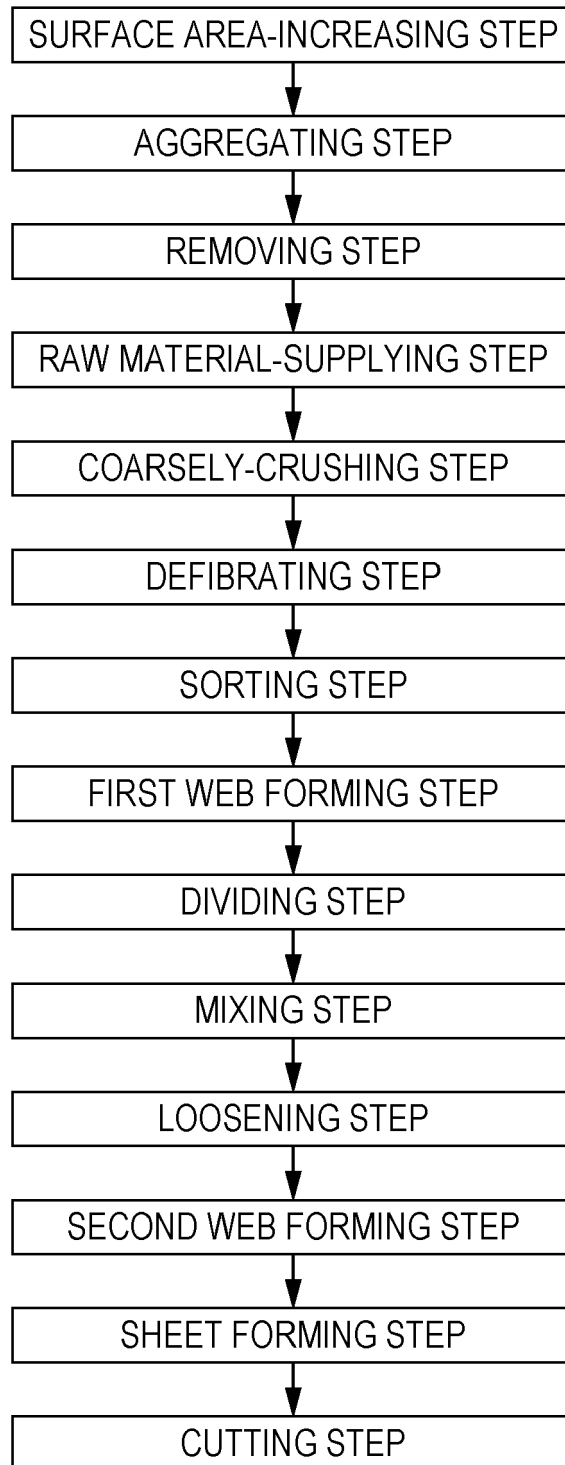 SURFACE AREA-INCREASING STEP
AGGREGATING STEP
REMOVING STEP
RAW MATERIAL-SUPPLYING STEP
COARSELY-CRUSHING STEP
DEFIBRATING STEP
SORTING STEP
FIRST WEB FORMING STEP
DIVIDING STEP
MIXING STEP
LOOSENING STEP
SECOND WEB FORMING STEP
SHEET FORMING STEP
CUTTING STEP